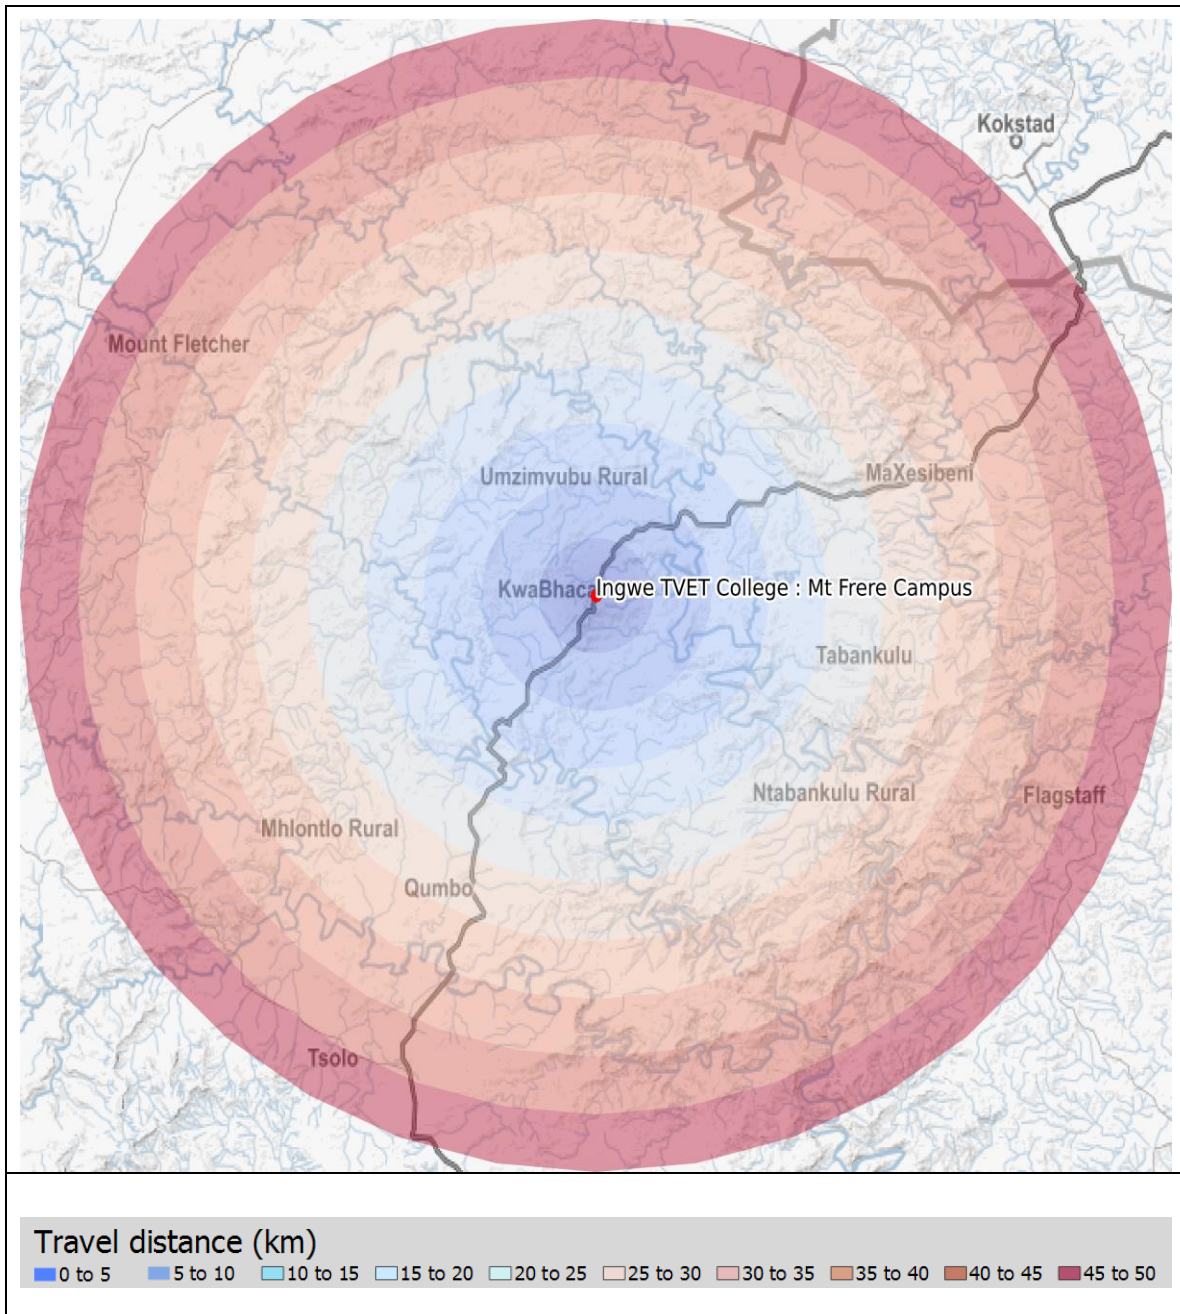 Kokstad
Mount Fletcher
MaXesibeni
Umzimvubu Rural
KwaBhaca
Ingwe TVET College : Mt Frere Campus
Tabankulu
Ntabankulu Rural
Flagstaff
Mhlontlo Rural
Qumbo
Tsolo
Travel distance (km)
0 to 5 5 to 10 10 to 15 15 to 20 20 to 25 25 to 30 30 to 35 35 to 40 40 to 45 45 to 50